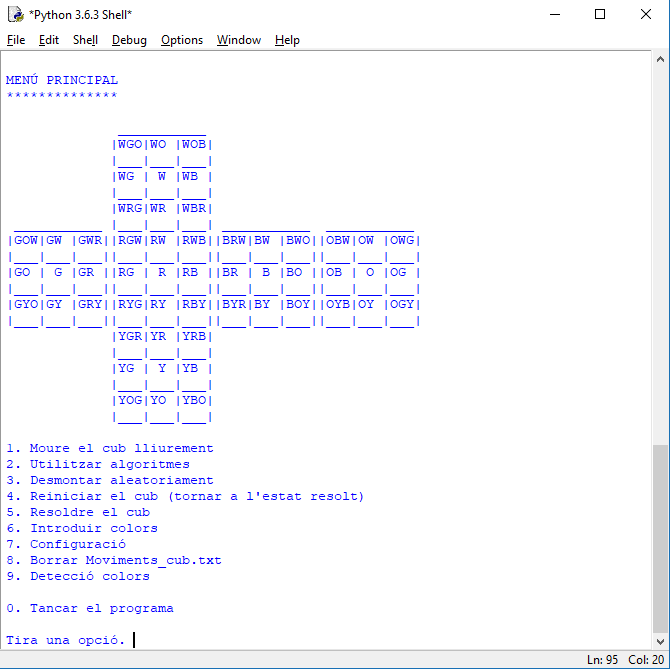 *Python 3.6.3 Shell*
File Edit Shell Debug Options Window Help
MENÚ PRINCIPAL
**************
 ___________
|WGO|WO |WOB|
|___|___|___|
|WG | W |WB |
|___|___|___|
|WRG|WR |WBR|
 ___________ |___|___|___| ___________  ___________
|GOW|GW |GWR||RGW|RW |RWB||BRW|BW |BWO||OBW|OW |OWG|
|___|___|___||___|___|___||___|___|___||___|___|___|
|GO | G |GR ||RG | R |RB ||BR | B |BO ||OB | O |OG |
|___|___|___||___|___|___||___|___|___||___|___|___|
|GYO|GY |GRY||RYG|RY |RBY||BYR|BY |BOY||OYB|OY |OGY|
|___|___|___||___|___|___||___|___|___||___|___|___|
|YGR|YR |YRB|
|___|___|___|
|YG | Y |YB |
|___|___|___|
|YOG|YO |YBO|
|___|___|___|
1. Moure el cub lliurement
2. Utilitzar algoritmes
3. Desmontar aleatoriament
4. Reiniciar el cub (tornar a l'estat resolt)
5. Resoldre el cub
6. Introduir colors
7. Configuració
8. Borrar Moviments_cub.txt
9. Detecció colors
0. Tancar el programa
Tira una opció.
Ln: 95 Col: 20